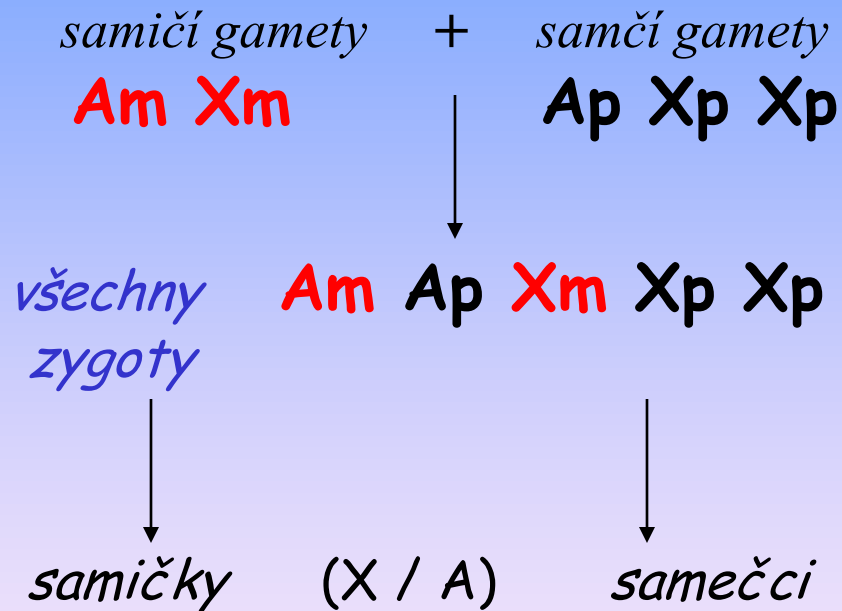 samičí gamety + samčí gamety
Am Xm Ap Xp Xp
všechny Am Ap Xm Xp Xp
zygoty
samičky (X / A) samečci